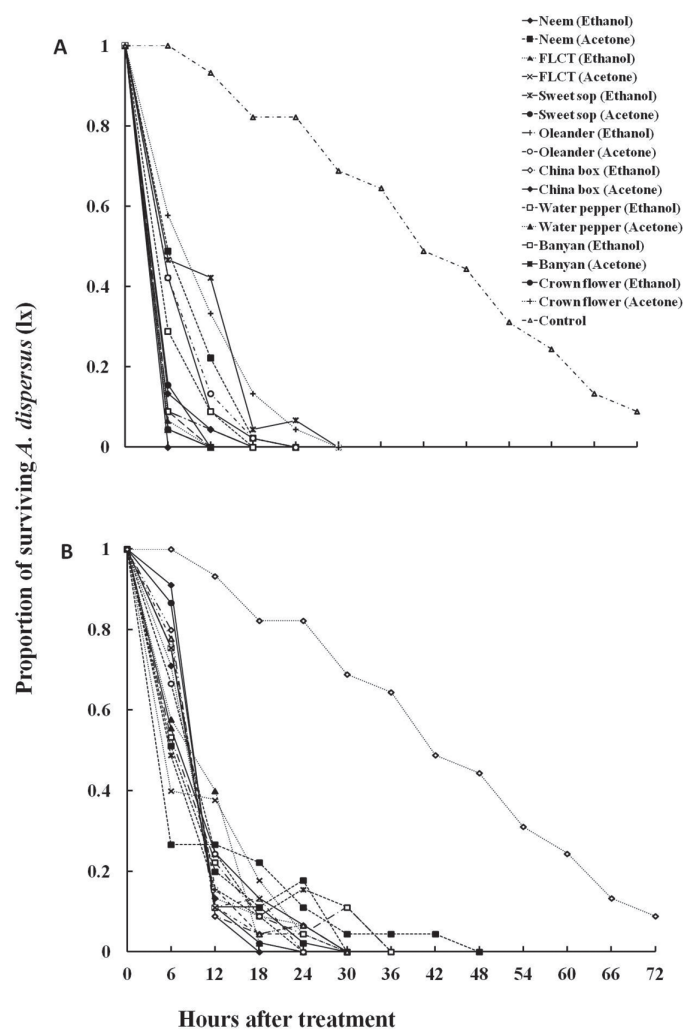 A
1
0.8
0.6
0.4
0.2
0
Neem (Ethanol)
Neem (Acetone)
FLCT (Ethanol)
FLCT (Acetone)
Sweet sop (Ethanol)
Sweet sop (Acetone)
Oleander (Ethanol)
Oleander (Acetone)
China box (Ethanol)
China box (Acetone)
Water pepper (Ethanol)
Water pepper (Acetone)
Banyan (Ethanol)
Banyan (Acetone)
Crown flower (Ethanol)
Crown flower (Acetone)
Control
Proportion of surviving A. dispersus (lx)
B
1
0.8
0.6
0.4
0.2
0
0 6 12 18 24 30 36 42 48 54 60 66 72
Hours after treatment